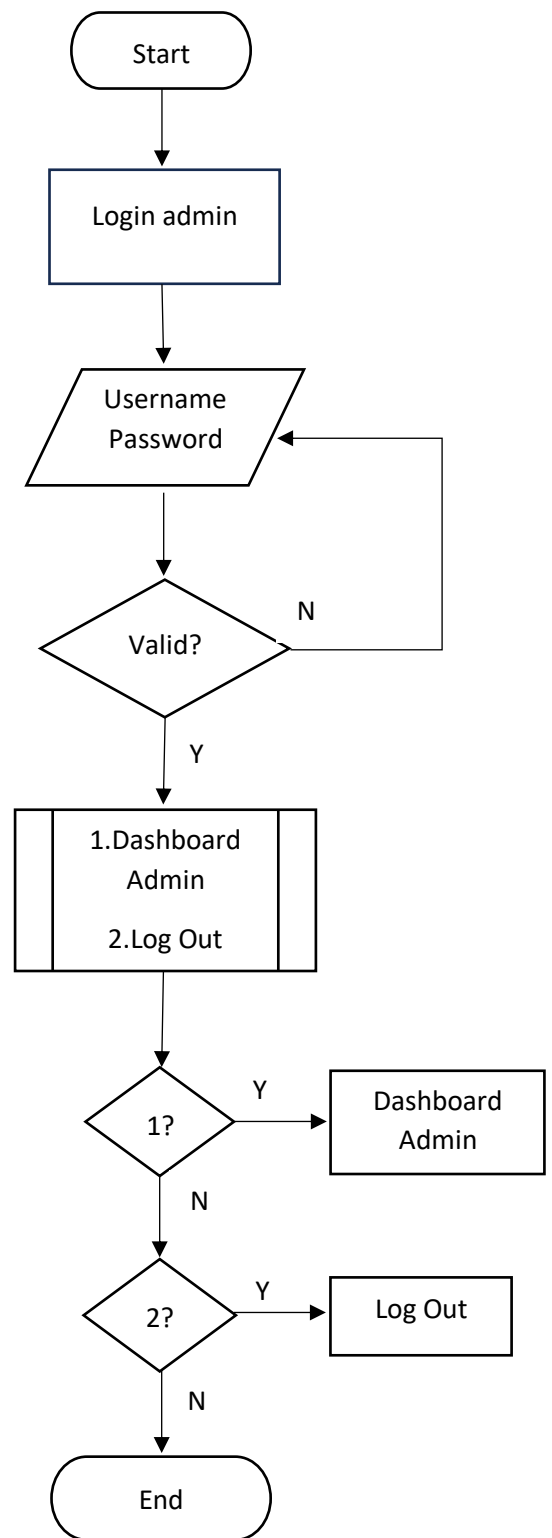 Start
Login admin
Username
Password
N
Valid?
Y
1.Dashboard
Admin
2.Log Out
Y
1?
Dashboard
Admin
N
Y
2?
Log Out
N
End